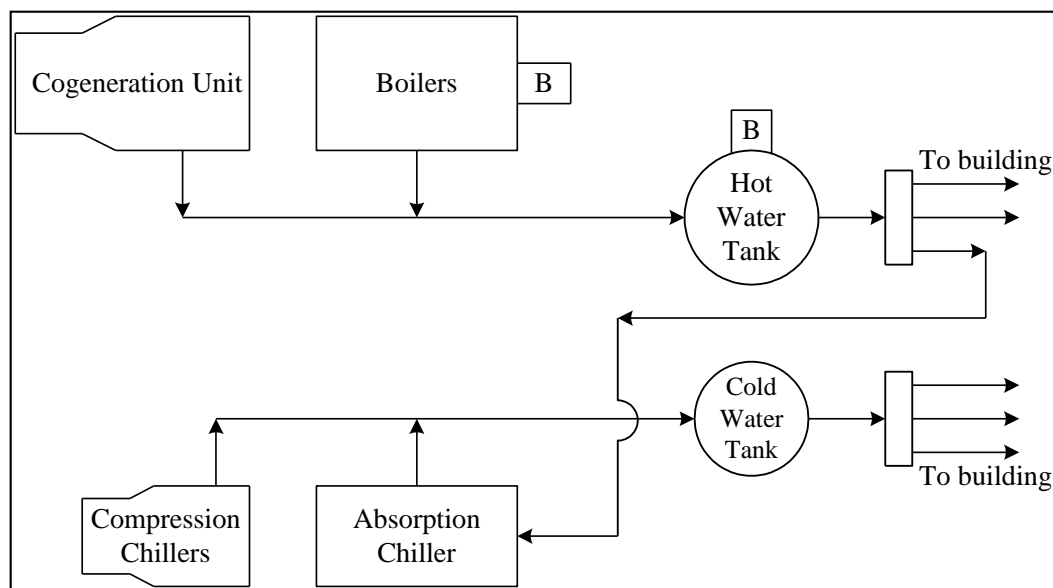 Cogeneration Unit
Boilers
B
B
Hot
Water
Tank
To building
Cold
Water
Tank
To building
Compression
Chillers
Absorption
Chiller